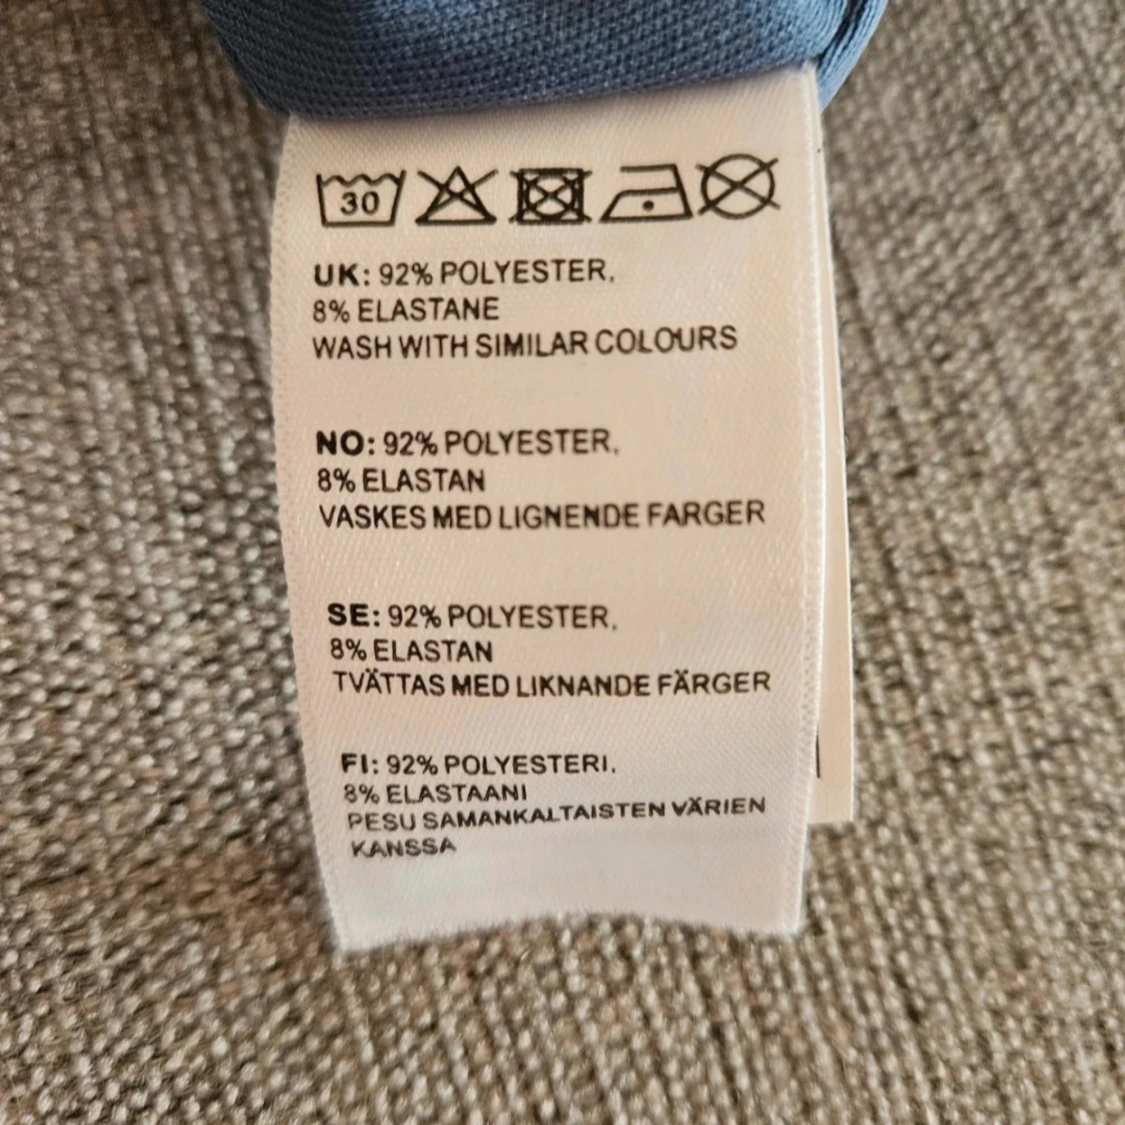 30
UK: 92% POLYESTER,
8% ELASTANE
WASH WITH SIMILAR COLOURS
NO: 92% POLYESTER,
8% ELASTAN
VASKES MED LIGNENDE FARGER
SE: 92% POLYESTER,
8% ELASTAN
TVÄTTAS MED LIKNANDE FÄRGER
FI: 92% POLYESTERI,
8% ELASTAANI
PESU SAMANKALTAISTEN VÄRIEN
KANSSA